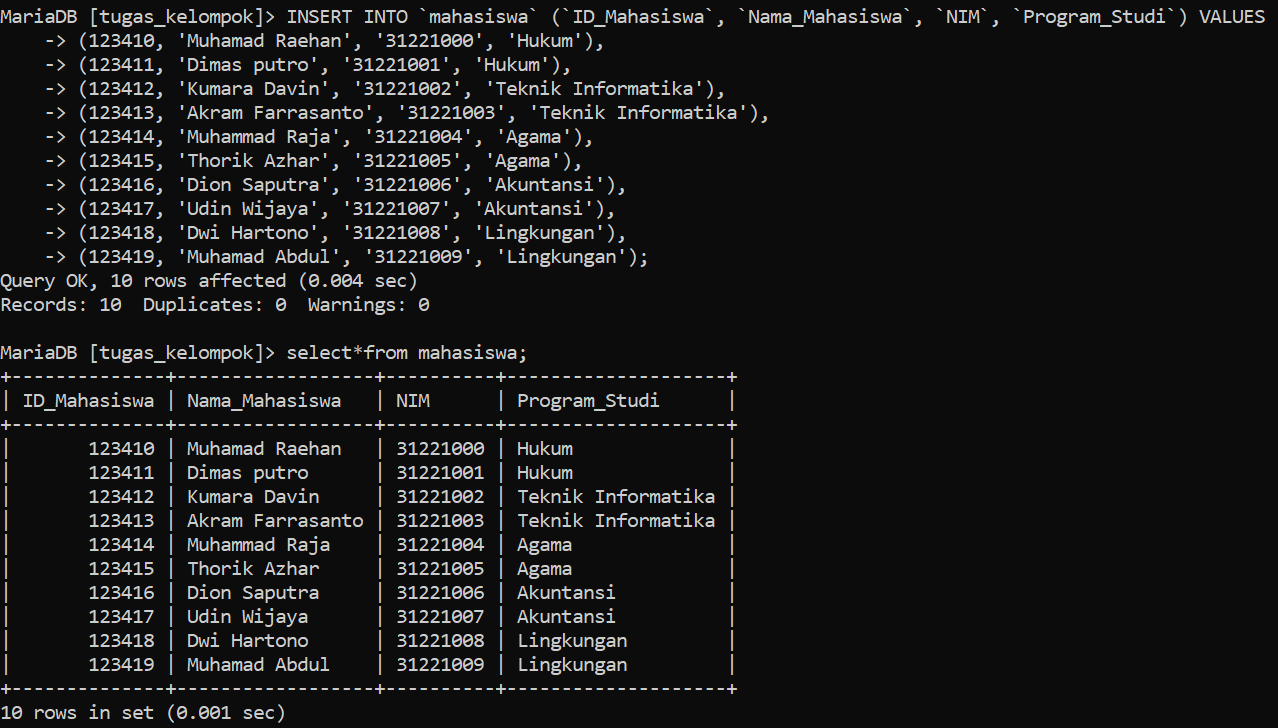 MariaDB [tugas_kelompok]> INSERT INTO `mahasiswa` (`ID_Mahasiswa`, `Nama_Mahasiswa`, `NIM`, `Program_Studi`) VALUES
    -> (123410, 'Muhamad Raehan', '31221000', 'Hukum'),
    -> (123411, 'Dimas putro', '31221001', 'Hukum'),
    -> (123412, 'Kumara Davin', '31221002', 'Teknik Informatika'),
    -> (123413, 'Akram Farrasanto', '31221003', 'Teknik Informatika'),
    -> (123414, 'Muhammad Raja', '31221004', 'Agama'),
    -> (123415, 'Thorik Azhar', '31221005', 'Agama'),
    -> (123416, 'Dion Saputra', '31221006', 'Akuntansi'),
    -> (123417, 'Udin Wijaya', '31221007', 'Akuntansi'),
    -> (123418, 'Dwi Hartono', '31221008', 'Lingkungan'),
    -> (123419, 'Muhamad Abdul', '31221009', 'Lingkungan');
Query OK, 10 rows affected (0.004 sec)
Records: 10  Duplicates: 0  Warnings: 0

MariaDB [tugas_kelompok]> select*from mahasiswa;
+--------------+------------------+----------+--------------------+
| ID_Mahasiswa | Nama_Mahasiswa   | NIM      | Program_Studi      |
+--------------+------------------+----------+--------------------+
|       123410 | Muhamad Raehan   | 31221000 | Hukum              |
|       123411 | Dimas putro      | 31221001 | Hukum              |
|       123412 | Kumara Davin     | 31221002 | Teknik Informatika |
|       123413 | Akram Farrasanto | 31221003 | Teknik Informatika |
|       123414 | Muhammad Raja    | 31221004 | Agama              |
|       123415 | Thorik Azhar     | 31221005 | Agama              |
|       123416 | Dion Saputra     | 31221006 | Akuntansi          |
|       123417 | Udin Wijaya      | 31221007 | Akuntansi          |
|       123418 | Dwi Hartono      | 31221008 | Lingkungan         |
|       123419 | Muhamad Abdul    | 31221009 | Lingkungan         |
+--------------+------------------+----------+--------------------+
10 rows in set (0.001 sec)